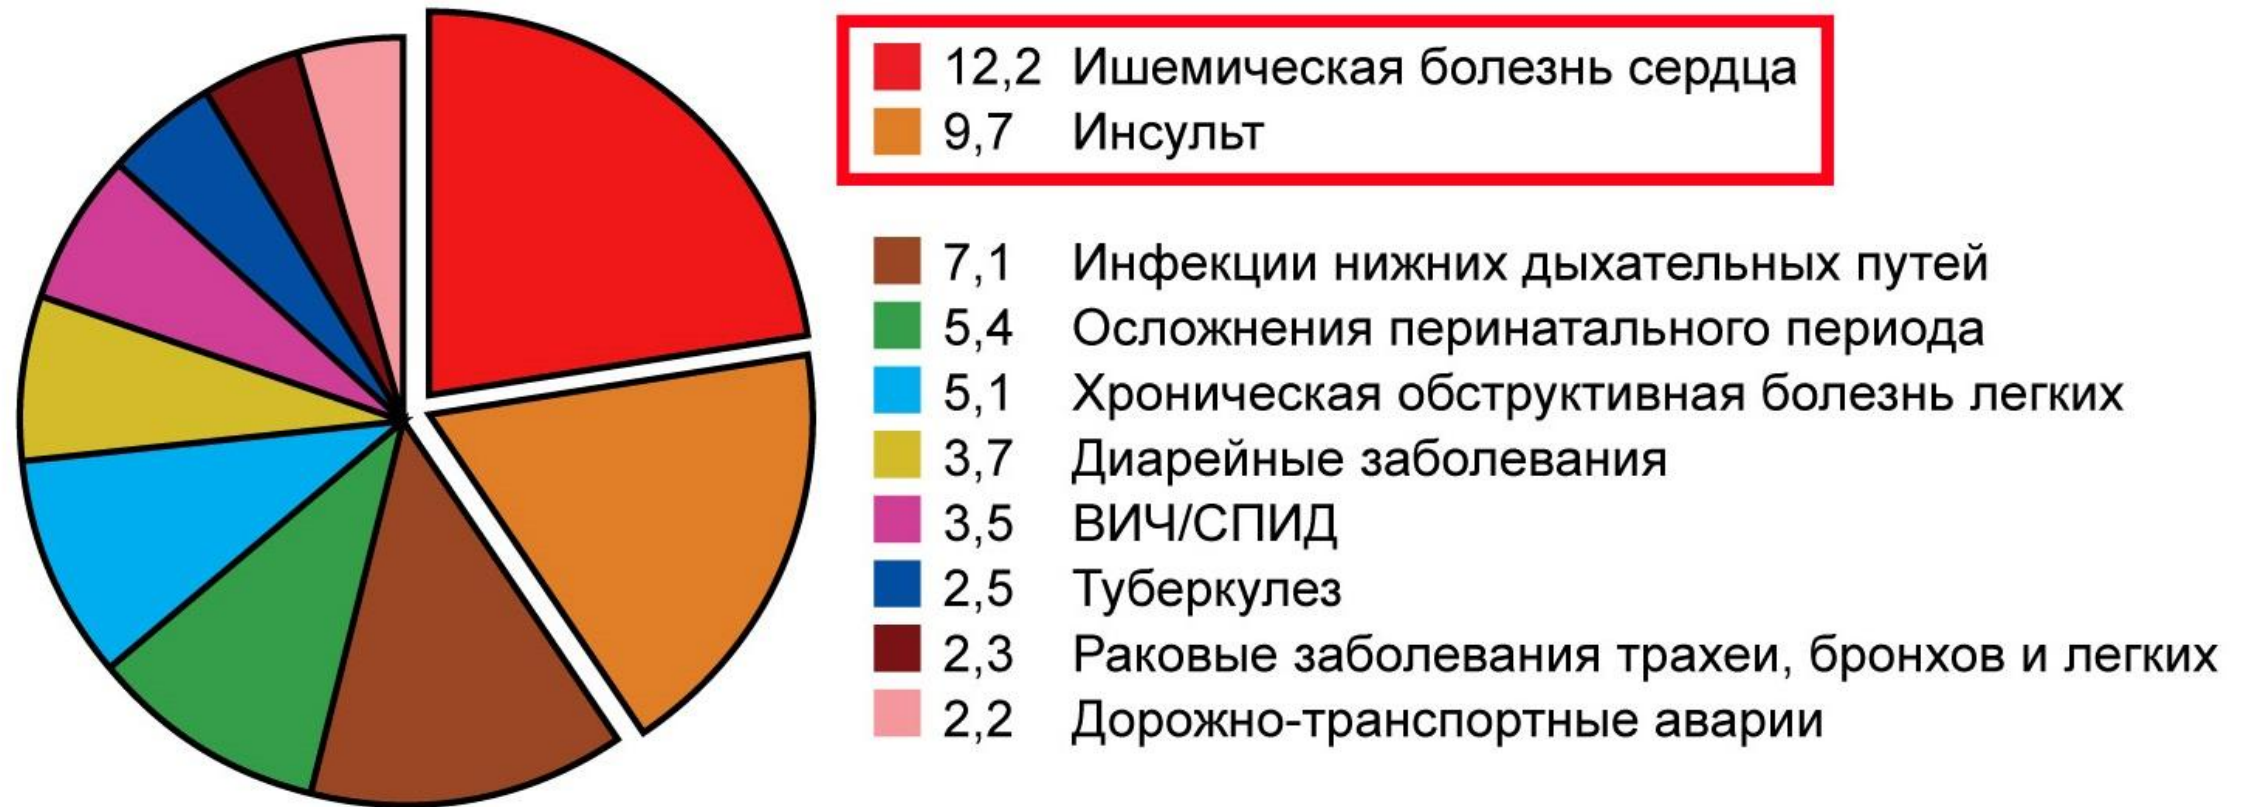 12,2 Ишемическая болезнь сердца
9,7 Инсульт
7,1 Инфекции нижних дыхательных путей
5,4 Осложнения перинатального периода
5,1 Хроническая обструктивная болезнь легких
3,7 Диарейные заболевания
3,5 ВИЧ/СПИД
2,5 Туберкулез
2,3 Раковые заболевания трахеи, бронхов и легких
2,2 Дорожно-транспортные аварии